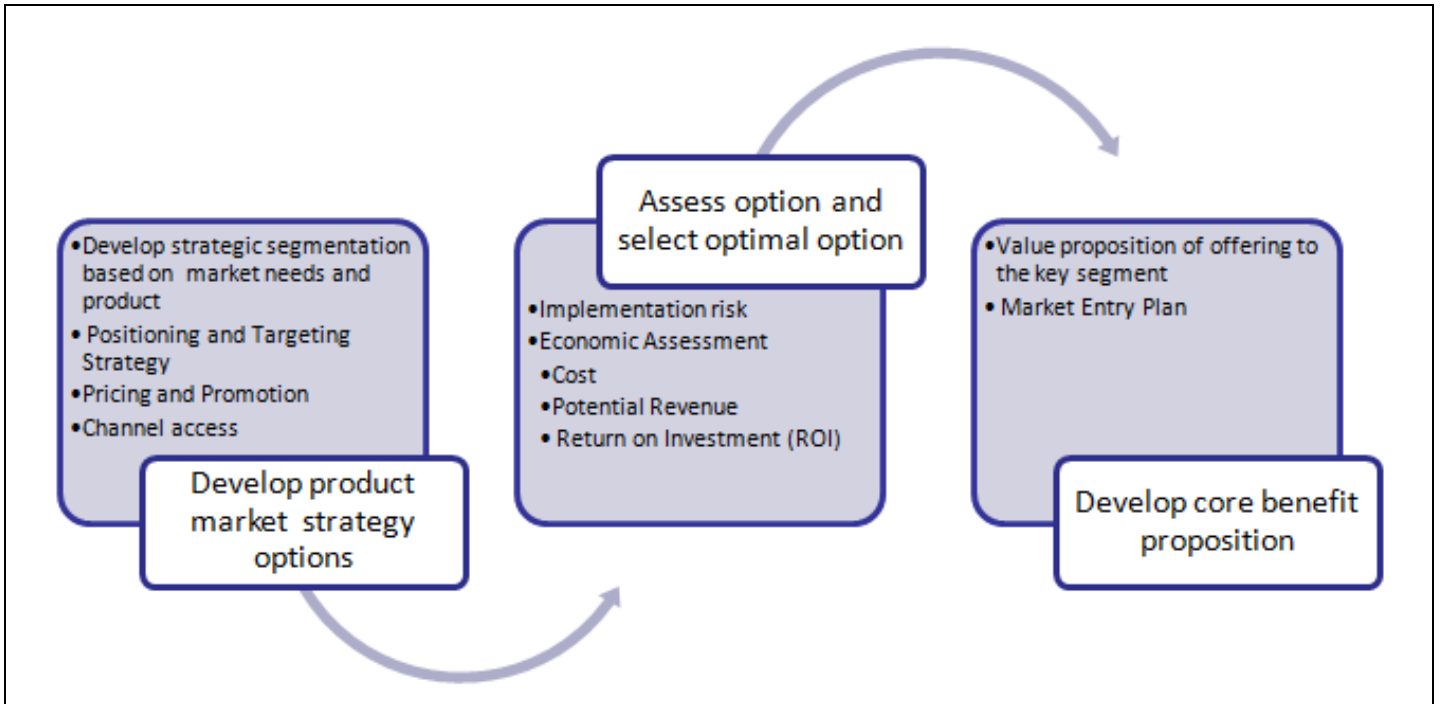 •Develop strategic segmentation
based on market needs and
product
• Positioning and Targeting
Strategy
•Pricing and Promotion
•Channel access
Develop product
market strategy
options
Assess option and
select optimal option
•Implementation risk
•Economic Assessment
•Cost
•Potential Revenue
• Return on Investment (ROI)
•Value proposition of offering to
the key segment
• Market Entry Plan
Develop core benefit
proposition